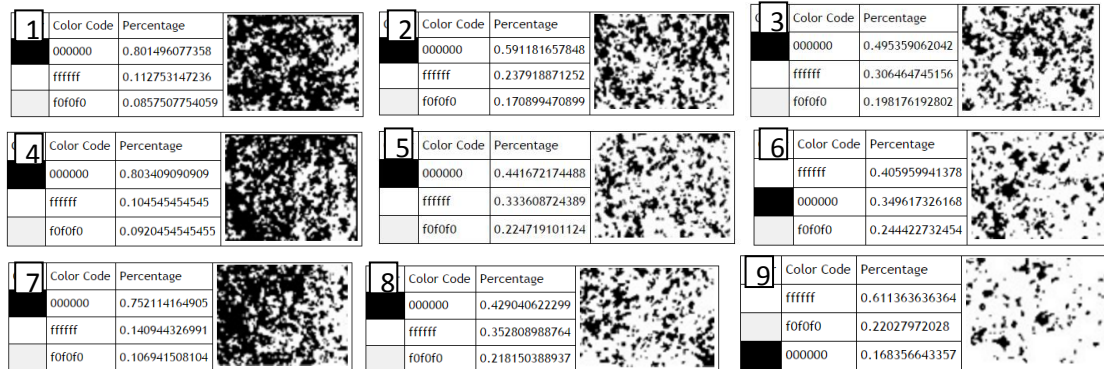 1 Color Code Percentage
000000 0.801496077358
ffffff 0.112753147236
f0f0f0 0.0857507754059
2 Color Code Percentage
000000 0.591181657848
ffffff 0.237918871252
f0f0f0 0.170899470899
3 Color Code Percentage
000000 0.495359062042
ffffff 0.306464745156
f0f0f0 0.198176192802
4 Color Code Percentage
000000 0.803409090909
ffffff 0.104545454545
f0f0f0 0.0920454545455
5 Color Code Percentage
000000 0.441672174488
ffffff 0.333608724389
f0f0f0 0.224719101124
6 Color Code Percentage
ffffff 0.405959941378
000000 0.349617326168
f0f0f0 0.244422732454
7 Color Code Percentage
000000 0.752114164905
ffffff 0.140944326991
f0f0f0 0.106941508104
8 Color Code Percentage
000000 0.429040622299
ffffff 0.352808988764
f0f0f0 0.218150388937
9 Color Code Percentage
ffffff 0.611363636364
f0f0f0 0.22027972028
000000 0.168356643357